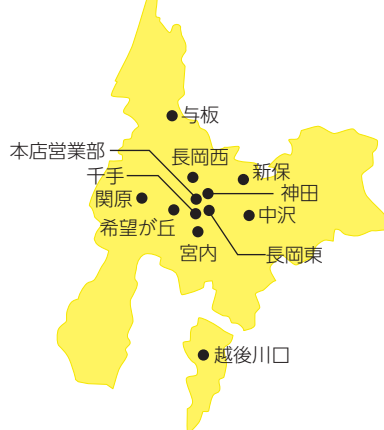 与板
本店営業部
長岡西
千手
新保
関原
神田
希望が丘
中沢
宮内
長岡東
越後川口